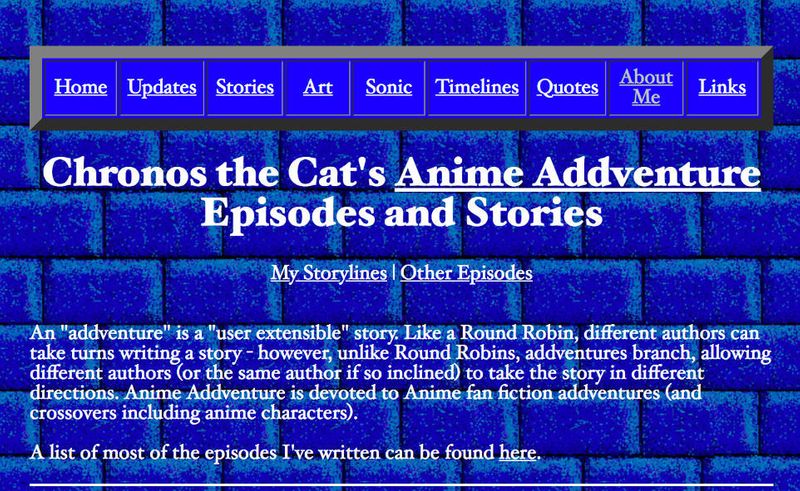 Home Updates Stories Art Sonic Timelines Quotes About Me Links
Chronos the Cat's Anime Addventure
Episodes and Stories
My Storylines | Other Episodes
An "addventure" is a "user extensible" story. Like a Round Robin, different authors can
take turns writing a story - however, unlike Round Robins, addventures branch, allowing
different authors (or the same author if so inclined) to take the story in different
directions. Anime Addventure is devoted to Anime fan fiction addventures (and
crossovers including anime characters).
A list of most of the episodes I've written can be found here.